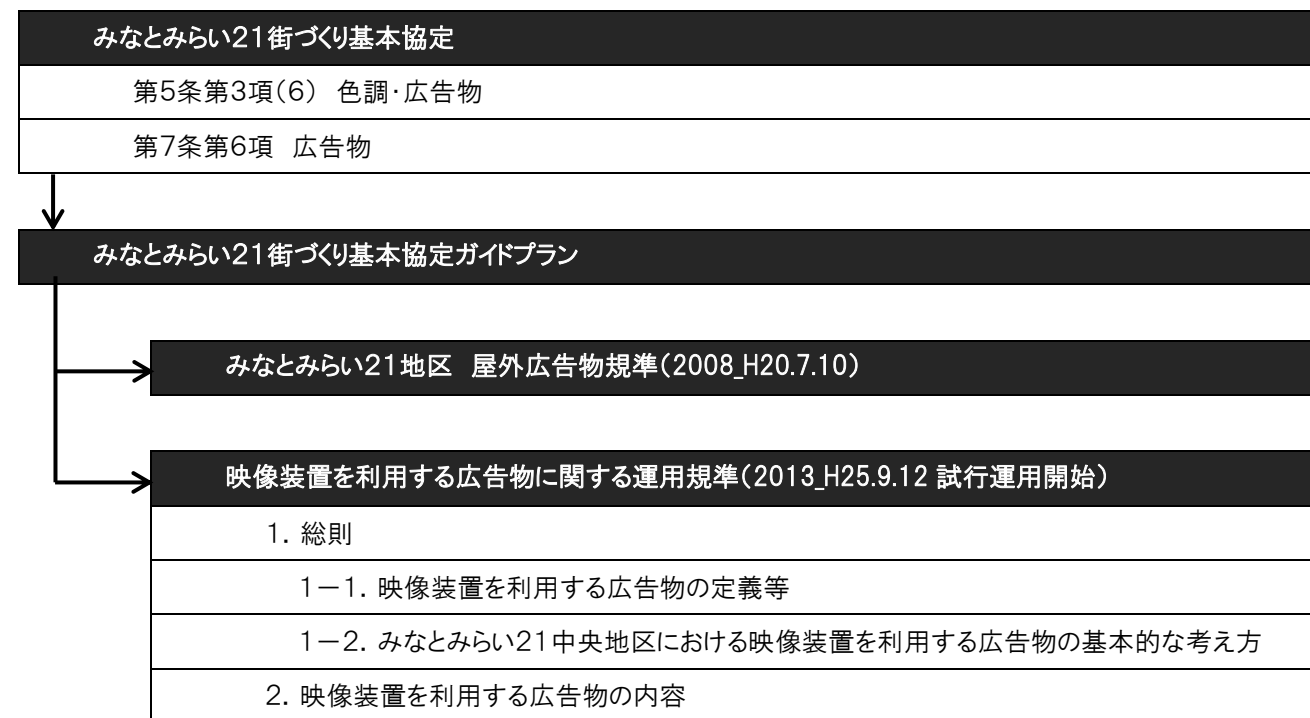 みなとみらい21街づくり基本協定
第5条第3項(6) 色調・広告物
第7条第6項 広告物
みなとみらい21街づくり基本協定ガイドプラン
みなとみらい21地区 屋外広告物規準(2008_H20.7.10)
映像装置を利用する広告物に関する運用規準(2013_H25.9.12 試行運用開始)
1. 総則
1-1. 映像装置を利用する広告物の定義等
1-2. みなとみらい21中央地区における映像装置を利用する広告物の基本的な考え方
2. 映像装置を利用する広告物の内容